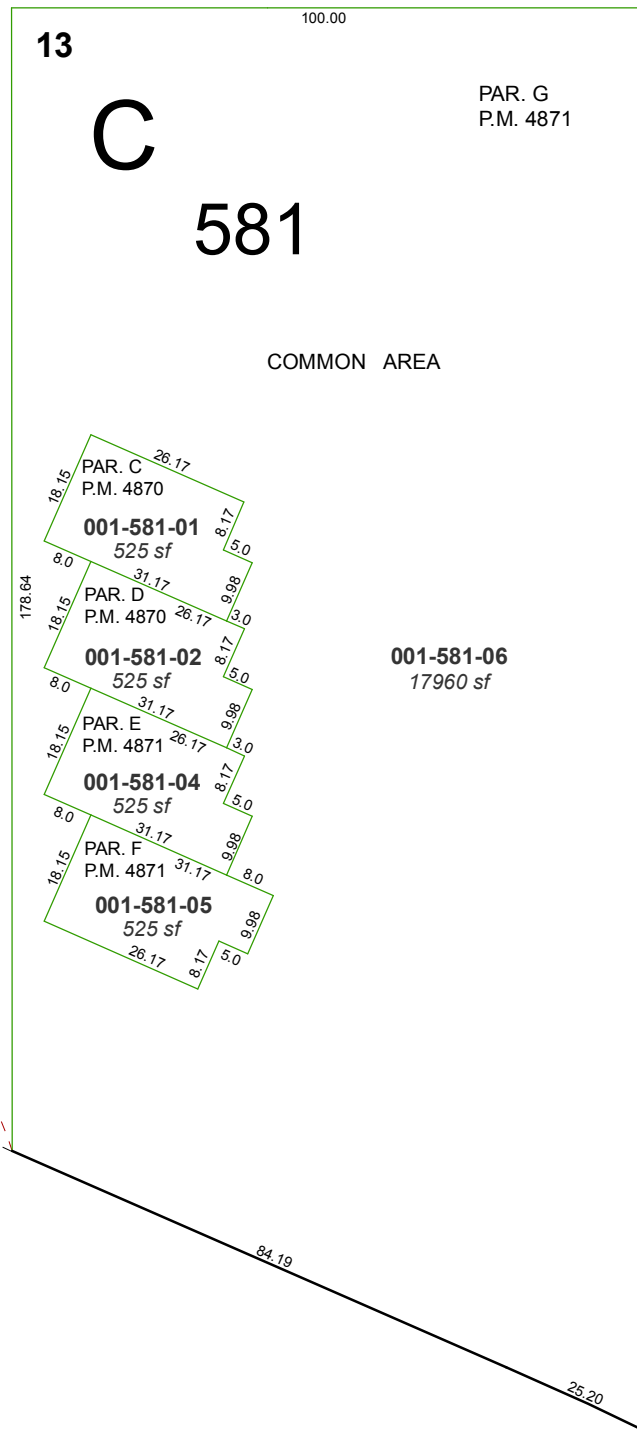 100.00
13
C
PAR. G
P.M. 4871
581
COMMON AREA
26.17
18.15
PAR. C
P.M. 4870
001-581-01
525 sf
8.17
5.0
8.0
31.17
9.98
178.64
18.15
PAR. D
P.M. 4870
26.17
3.0
001-581-02
525 sf
8.17
5.0
001-581-06
17960 sf
8.0
31.17
9.98
18.15
PAR. E
P.M. 4871
26.17
3.0
001-581-04
525 sf
8.17
5.0
8.0
31.17
9.98
18.15
PAR. F
P.M. 4871
31.17
8.0
001-581-05
525 sf
9.98
26.17
8.17
5.0
84.19
25.20